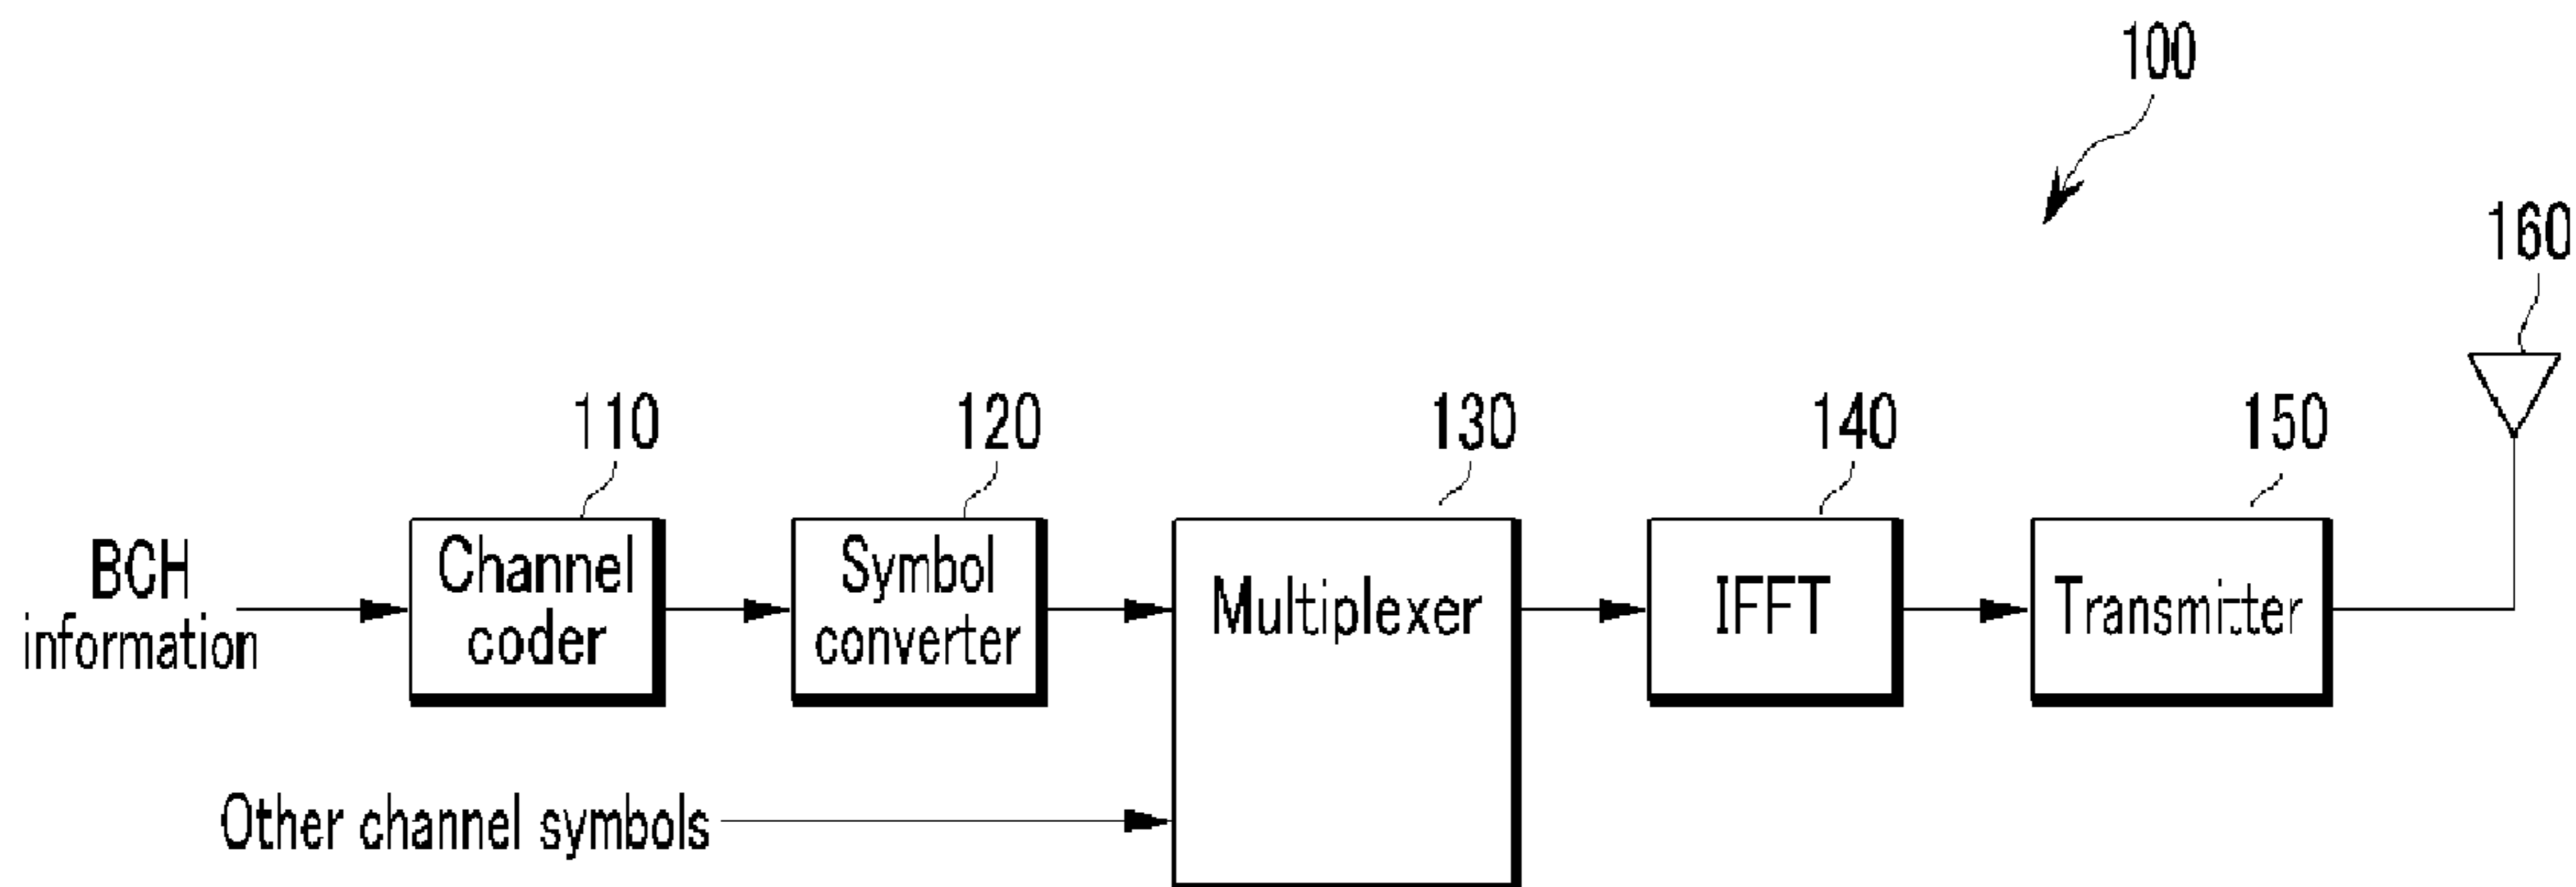 100
160
110
120
130
140
150
BCH
information
Channel
coder
Symbol
converter
Multiplexer
IFFT
Transmitter
Other channel symbols